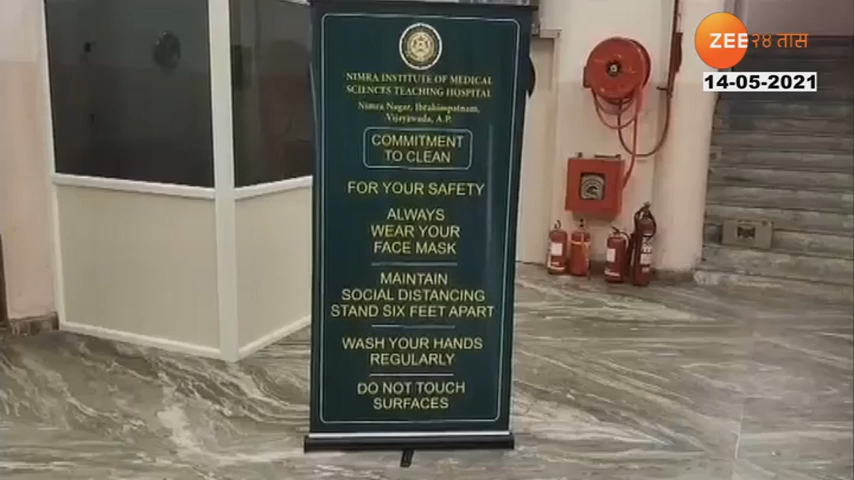 ZEE २४ तास
14-05-2021
NIMRA INSTITUTE OF MEDICAL
SCIENCES TEACHING HOSPITAL
Nimra Nagar, Ibrahimpatnam,
Vijayawada, A.P.
COMMITMENT
TO CLEAN
FOR YOUR SAFETY
ALWAYS
WEAR YOUR
FACE MASK
MAINTAIN
SOCIAL DISTANCING
STAND SIX FEET APART
WASH YOUR HANDS
REGULARLY
DO NOT TOUCH
SURFACES